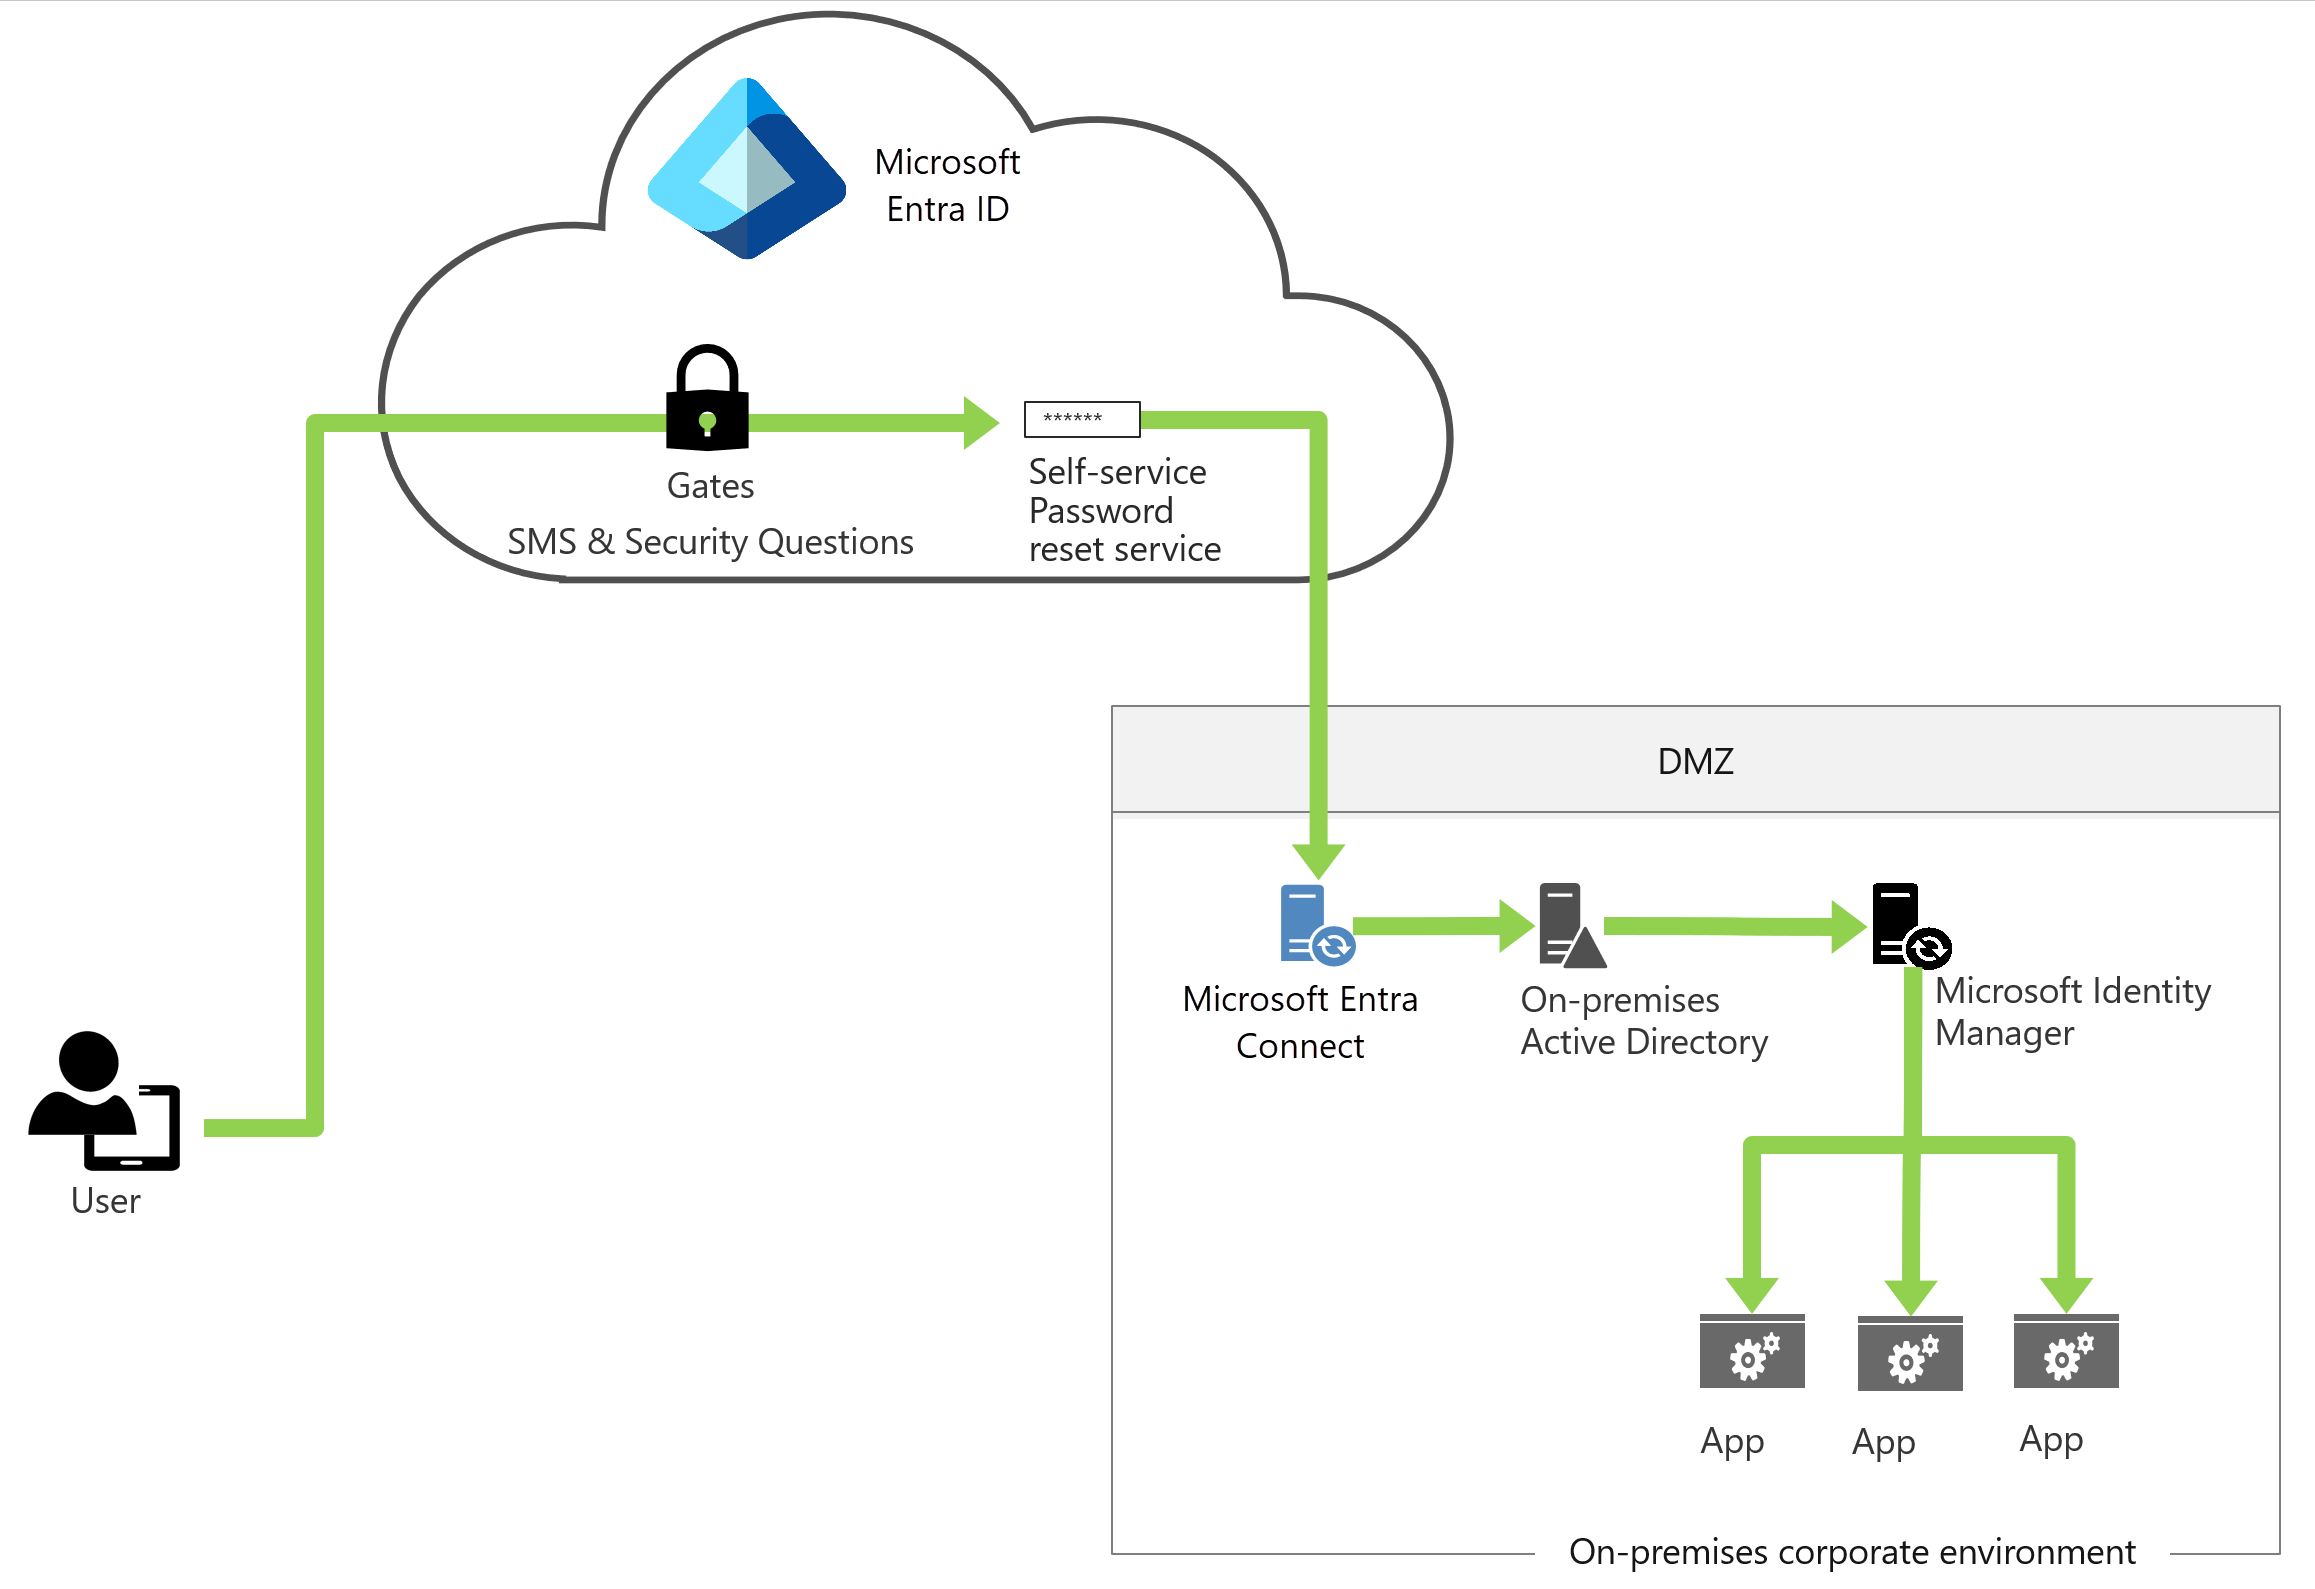 Microsoft
Entra ID
******
Gates
SMS & Security Questions
Self-service
Password
reset service
DMZ
Microsoft Entra
Connect
On-premises
Active Directory
Microsoft Identity
Manager
User
App
App
App
On-premises corporate environment